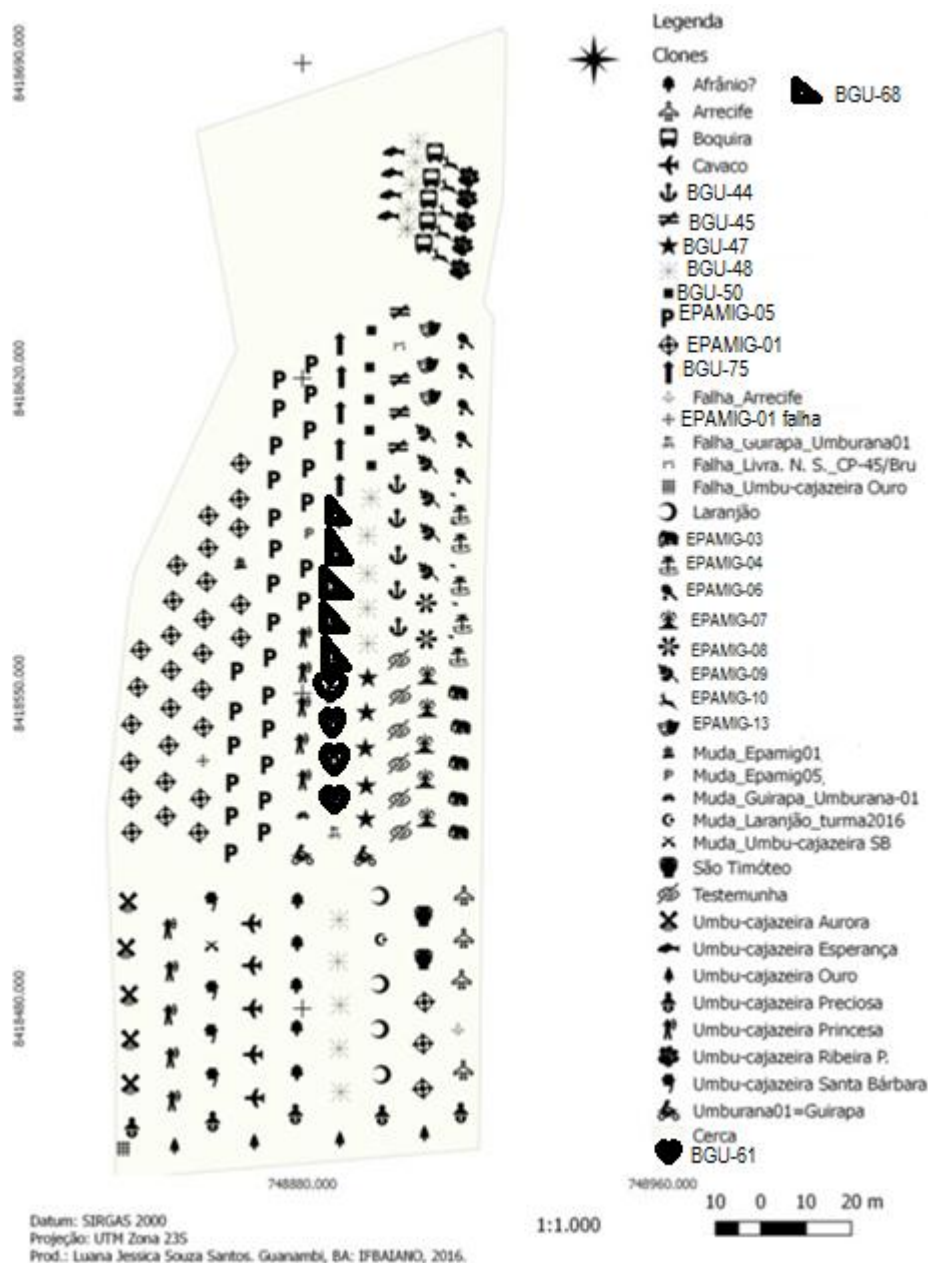 Legenda
Clones
Afrânio?
BGU-68
Arrecife
Boquira
Cavaco
BGU-44
BGU-45
BGU-47
BGU-48
BGU-50
EPAMIG-05
EPAMIG-01
BGU-75
Falha_Arrecife
EPAMIG-01 falha
Falha_Guirapa_Umburana01
Falha_Livra. N. S._CP-45/Bru
Falha_Umbu-cajazeira Ouro
Laranjão
EPAMIG-03
EPAMIG-04
EPAMIG-06
EPAMIG-07
EPAMIG-08
EPAMIG-09
EPAMIG-10
EPAMIG-13
Muda_Epamig01
Muda_Epamig05
Muda_Guirapa_Umburana-01
Muda_Laranjão_turma2016
Muda_Umbu-cajazeira SB
São Timóteo
Testemunha
Umbu-cajazeira Aurora
Umbu-cajazeira Esperança
Umbu-cajazeira Ouro
Umbu-cajazeira Preciosa
Umbu-cajazeira Princesa
Umbu-cajazeira Ribeira P.
Umbu-cajazeira Santa Bárbara
Umburana01=Guirapa
Cerca
BGU-61
8418690.000
8418620.000
8418550.000
8418480.000
748880.000
748960.000
10 0 10 20 m
1:1.000
Datum: SIRGAS 2000
Projeção: UTM Zona 23S
Prod.: Luana Jessica Souza Santos. Guanambi, BA: IFBAIANO, 2016.